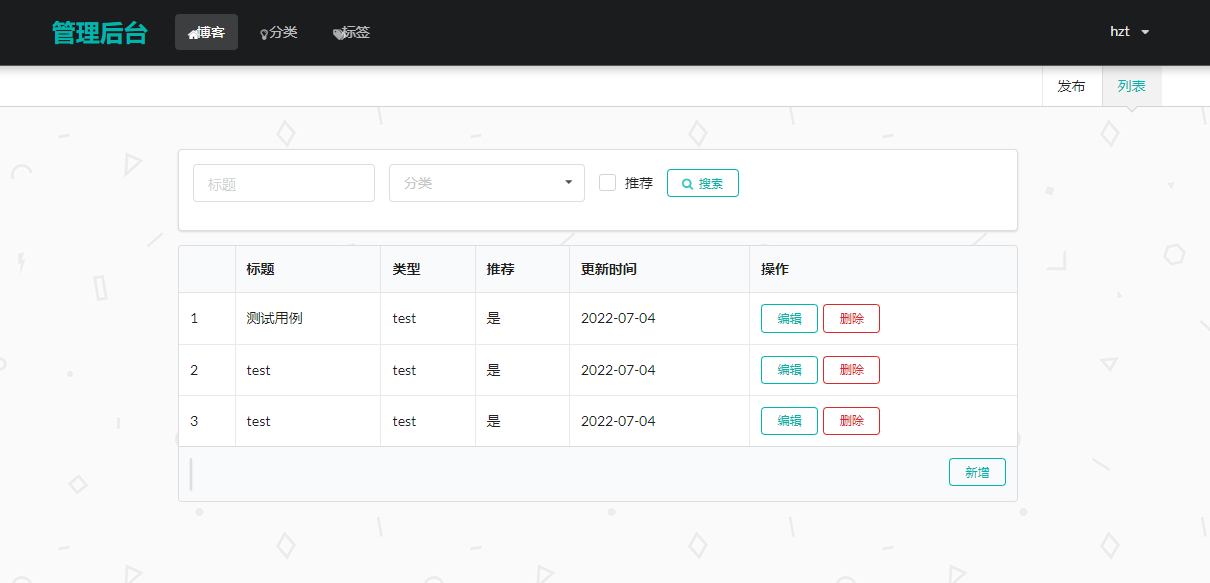 管理后台 博客 分类 标签 hzt
发布 列表
标题 分类 推荐 搜索
标题 类型 推荐 更新时间 操作
1 测试用例 test 是 2022-07-04 编辑 删除
2 test test 是 2022-07-04 编辑 删除
3 test test 是 2022-07-04 编辑 删除
新增